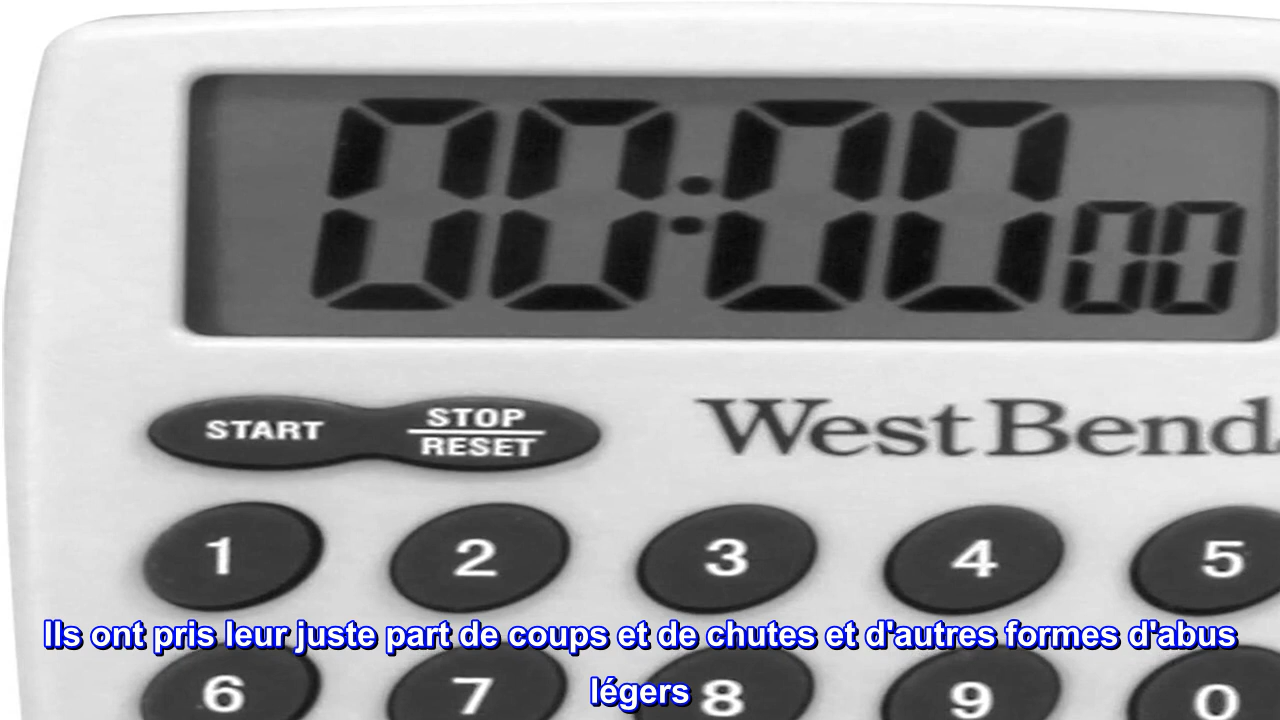 00:00 00
START
STOP
RESET
West Bend
1 2 3 4 5
Ils ont pris leur juste part de coups et de chutes et d'autres formes d'abus
légers
6 7 8 9 0